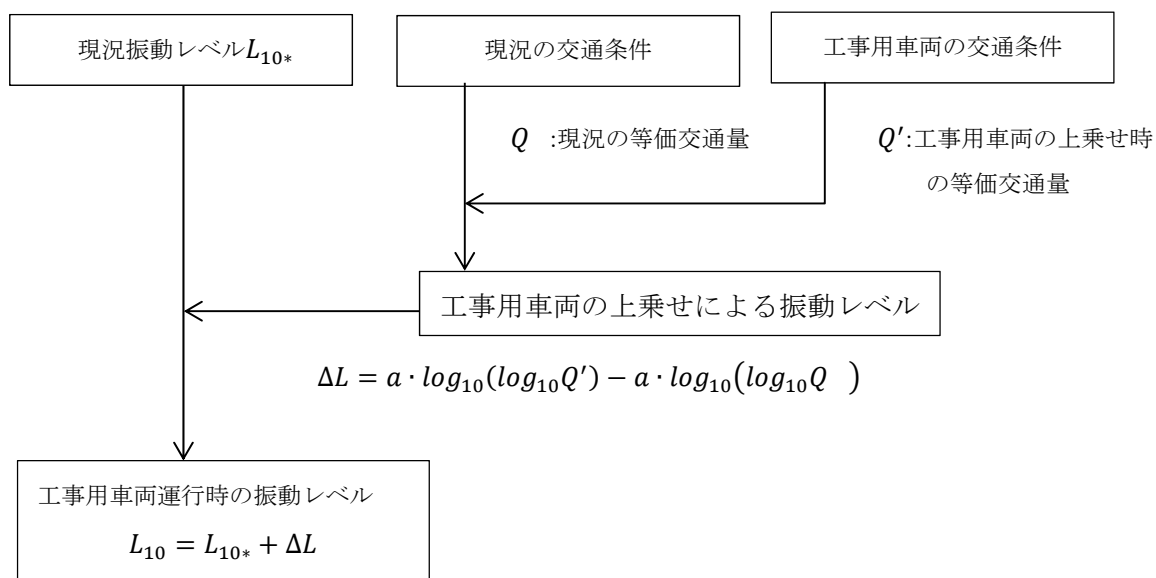 現況振動レベル𝐿₁₀*
現況の交通条件
工事用車両の交通条件
𝑄 :現況の等価交通量
𝑄′:工事用車両の上乗せ時
の等価交通量
工事用車両の上乗せによる振動レベル
Δ𝐿 = 𝑎 ∙ 𝑙𝑜𝑔₁₀(𝑙𝑜𝑔₁₀𝑄′) − 𝑎 ∙ 𝑙𝑜𝑔₁₀(𝑙𝑜𝑔₁₀𝑄 )
工事用車両運行時の振動レベル
𝐿₁₀ = 𝐿₁₀* + Δ𝐿